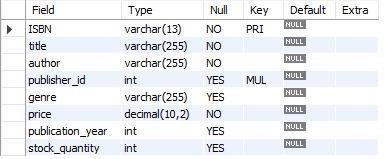 Field Type Null Key Default Extra
ISBN varchar(13) NO PRI NULL
title varchar(255) NO NULL
author varchar(255) NO NULL
publisher_id int YES MUL NULL
genre varchar(255) YES NULL
price decimal(10,2) NO NULL
publication_year int YES NULL
stock_quantity int YES NULL